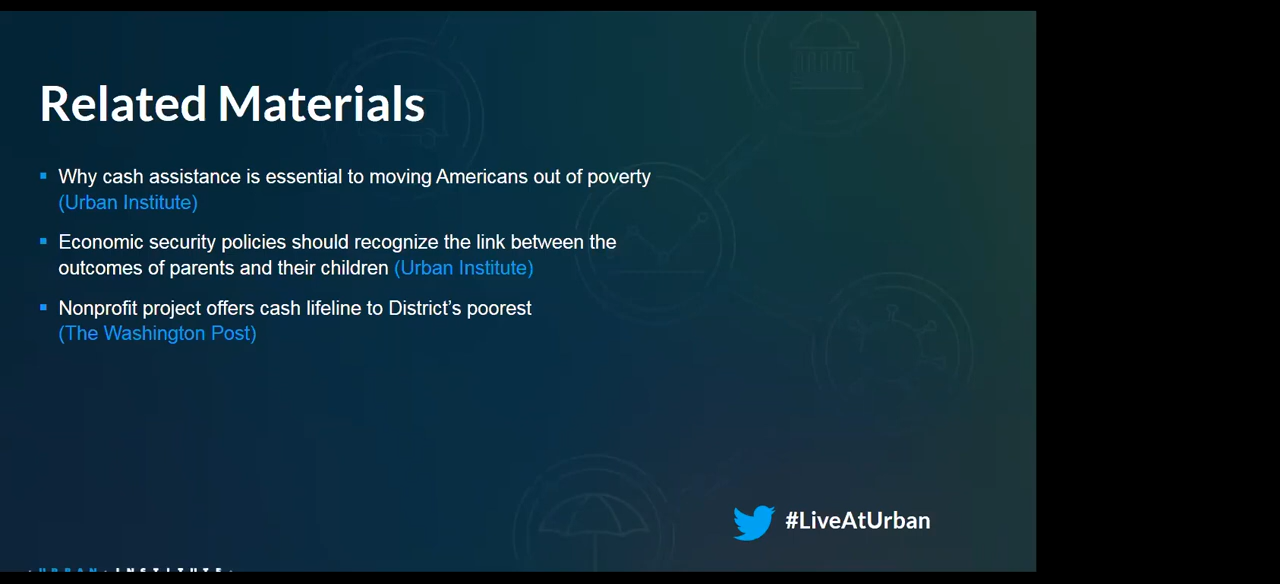 Related Materials
Why cash assistance is essential to moving Americans out of poverty
(Urban Institute)
Economic security policies should recognize the link between the
outcomes of parents and their children (Urban Institute)
Nonprofit project offers cash lifeline to District’s poorest
(The Washington Post)
#LiveAtUrban
· URBAN · INSTITUTE ·